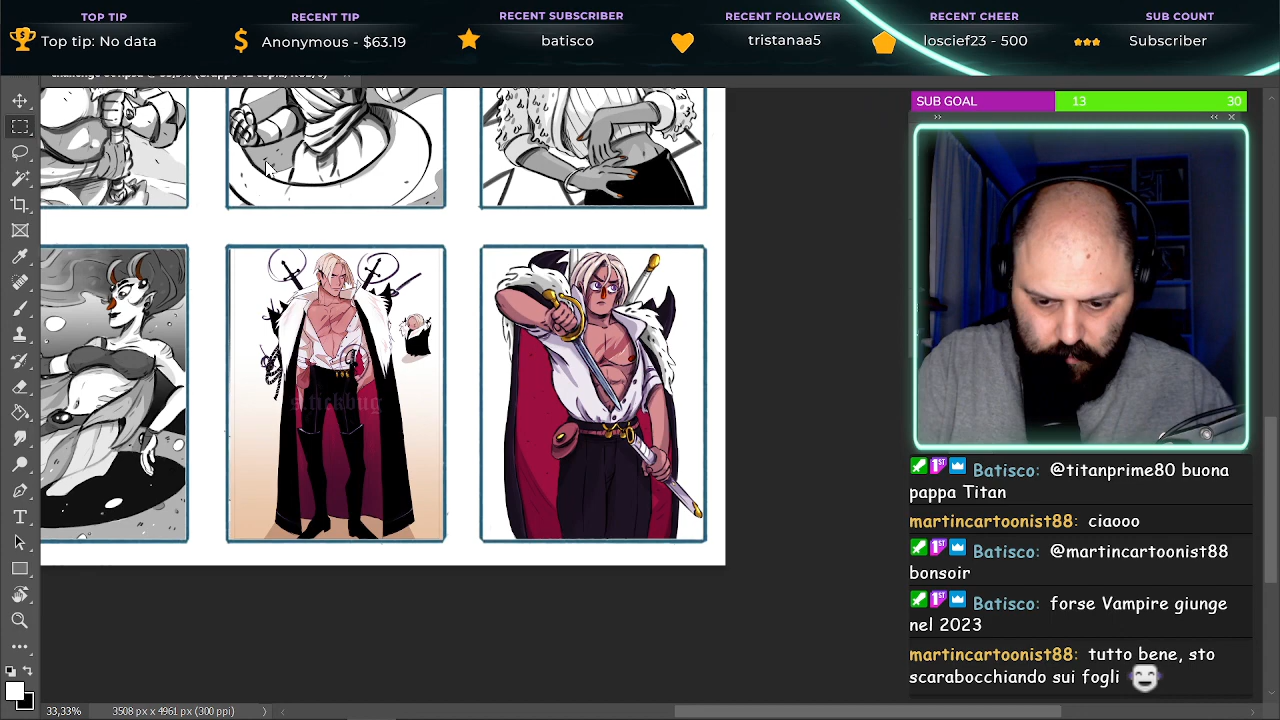 TOP TIP
Top tip: No data
RECENT TIP
Anonymous - $63.19
RECENT SUBSCRIBER
batisco
RECENT FOLLOWER
tristanaa5
RECENT CHEER
loscief23 - 500
SUB COUNT
Subscriber
SUB GOAL 13 30
s.tickbug
Batisco: @titanprime80 buona
pappa Titan
martincartoonist88: ciaooo
Batisco: @martincartoonist88
bonsoir
Batisco: forse Vampire giunge
nel 2023
martincartoonist88: tutto bene, sto
scarabocchiando sui fogli
33,33% 3508 px x 4961 px (300 ppi)